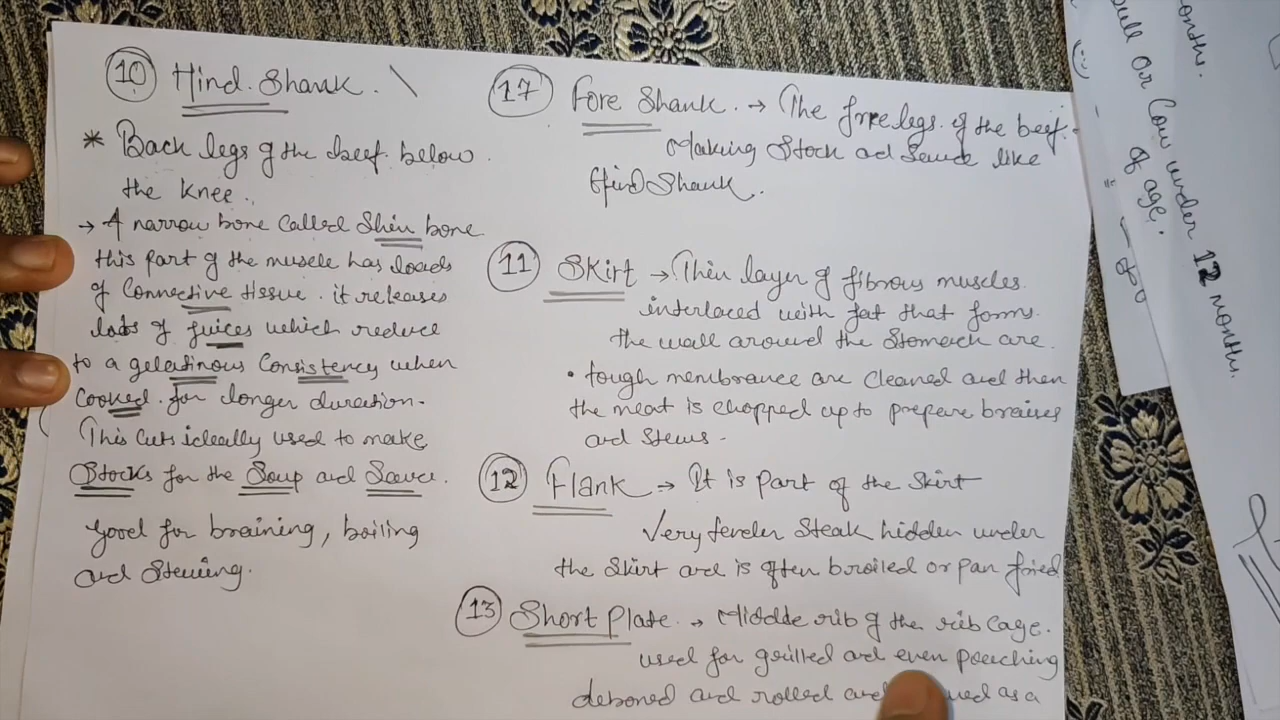 10 Hind Shank.
* Back legs of the beef below
the knee..
→ A narrow bone called Shin bone
this part of the muscle has loads
of Connective tissue. it releases
lots of juices which reduce
to a gelatinous Consistency when
Cooked for longer duration.
This Cuts ideally used to make
Stocks for the Soup and Sauce.
good for braining, boiling
and Stewing.
17 Fore Shank. → The legs of the beef.
Making Stock ad Sauce like
Hind Shank.
11 Skirt → Thin layer of fibrous muscles
interlaced with fat that forms
the wall around the Stomach are.
• tough membrance are Cleaned and then
the meat is chopped up to prepare braises
and Stews.
12 Flank → It is part of the Skirt
Very tender Steak hidden under
the Skirt and is often broiled or pan fried
13 Short Plate. → Middle rib of the rib Cage.
used for grilled and even poaching
deboned and rolled and as a
onths.
bull or Cow under 12 months.
of age.